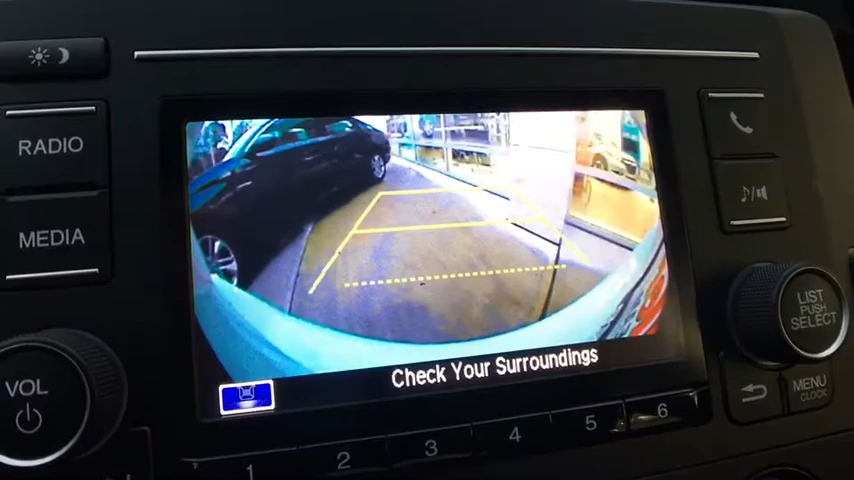 RADIO
MEDIA
VOL
Check Your Surroundings
1 2 3 4 5 6
LIST
PUSH
SELECT
MENU
CLOCK